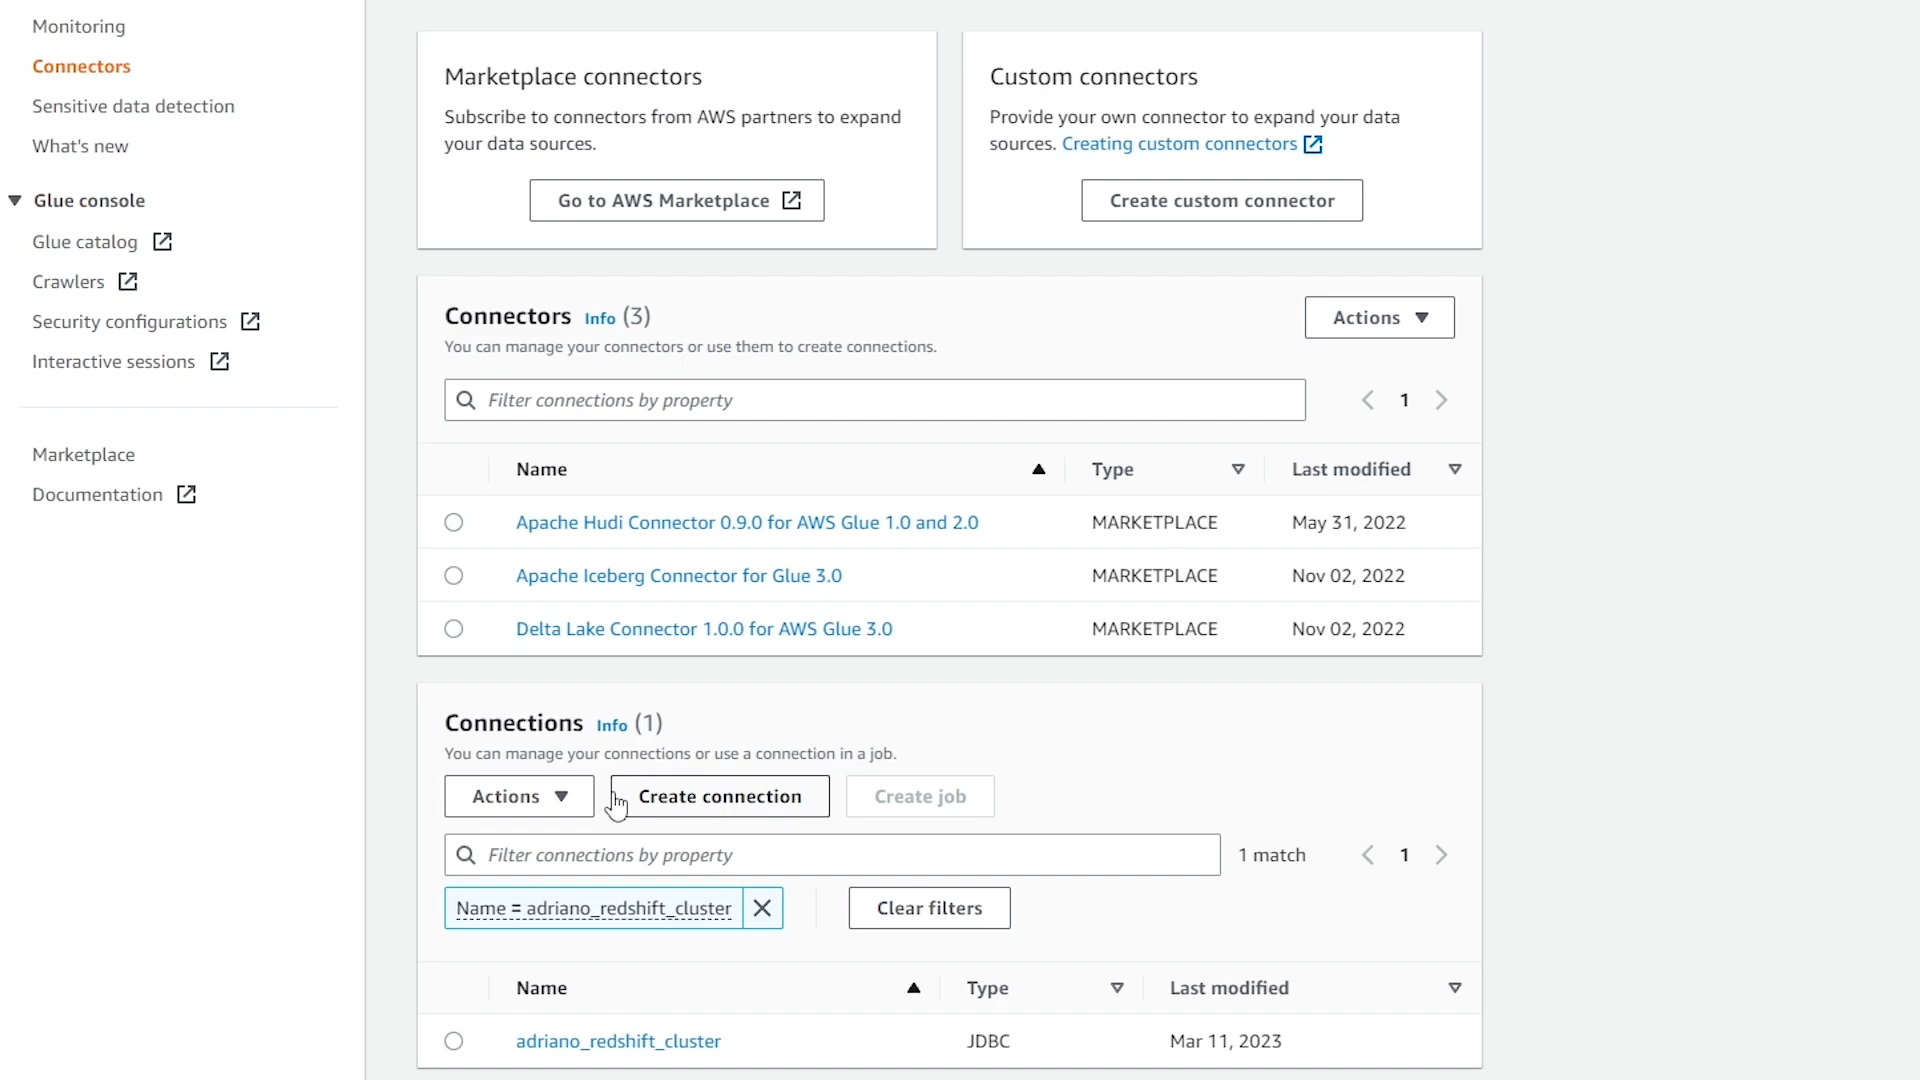 Monitoring
Connectors
Sensitive data detection
What's new
Glue console
Glue catalog
Crawlers
Security configurations
Interactive sessions
Marketplace
Documentation
Marketplace connectors
Subscribe to connectors from AWS partners to expand
your data sources.
Go to AWS Marketplace
Custom connectors
Provide your own connector to expand your data
sources. Creating custom connectors
Create custom connector
Connectors Info (3)
You can manage your connectors or use them to create connections.
Actions
Filter connections by property
1
Name Type Last modified
Apache Hudi Connector 0.9.0 for AWS Glue 1.0 and 2.0 MARKETPLACE May 31, 2022
Apache Iceberg Connector for Glue 3.0 MARKETPLACE Nov 02, 2022
Delta Lake Connector 1.0.0 for AWS Glue 3.0 MARKETPLACE Nov 02, 2022
Connections Info (1)
You can manage your connections or use a connection in a job.
Actions Create connection Create job
Filter connections by property 1 match 1
Name = adriano_redshift_cluster Clear filters
Name Type Last modified
adriano_redshift_cluster JDBC Mar 11, 2023